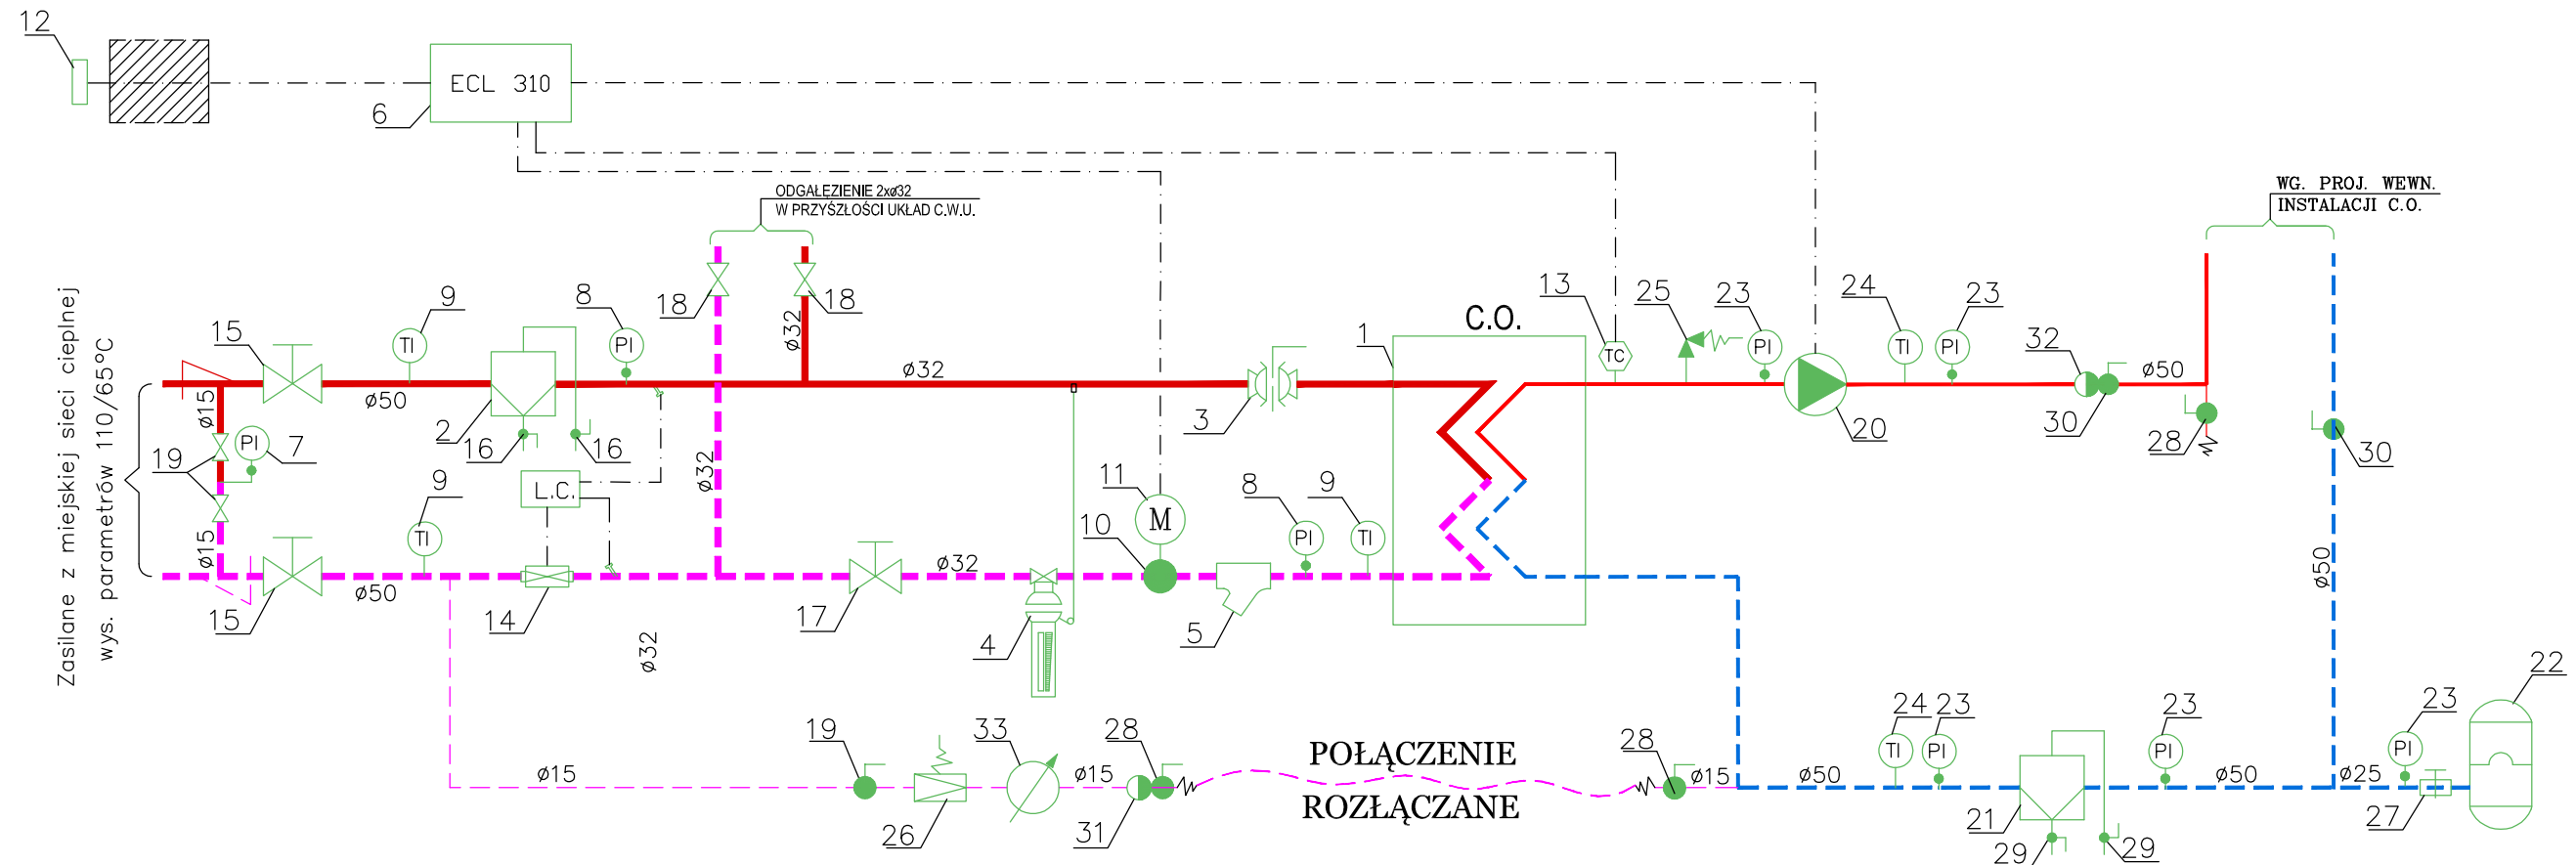 12
ECL 310
6
ODGAŁĘZIENIE 2xø32
W PRZYSZŁOŚCI UKŁAD C.W.U.
WG. PROJ. WEWN.
INSTALACJI C.O.
Zasilane z miejskiej sieci cieplnej
wys. parametrów 110/65°C
15
9
TI
8
PI
18
18
ø32
ø32
1
C.O.
13
TC
25
23
PI
24
TI
23
PI
32
ø50
ø15
ø50
2
16
16
3
20
30
28
30
19
PI
7
9
TI
L.C.
ø32
11
M
10
8
PI
9
TI
ø15
15
ø50
14
17
ø32
4
5
ø50
ø32
19
33
28
POŁĄCZENIE
ROZŁĄCZANE
28
24
TI
23
PI
23
PI
23
PI
22
ø15
ø15
ø15
ø50
ø50
ø25
26
31
21
29
29
27